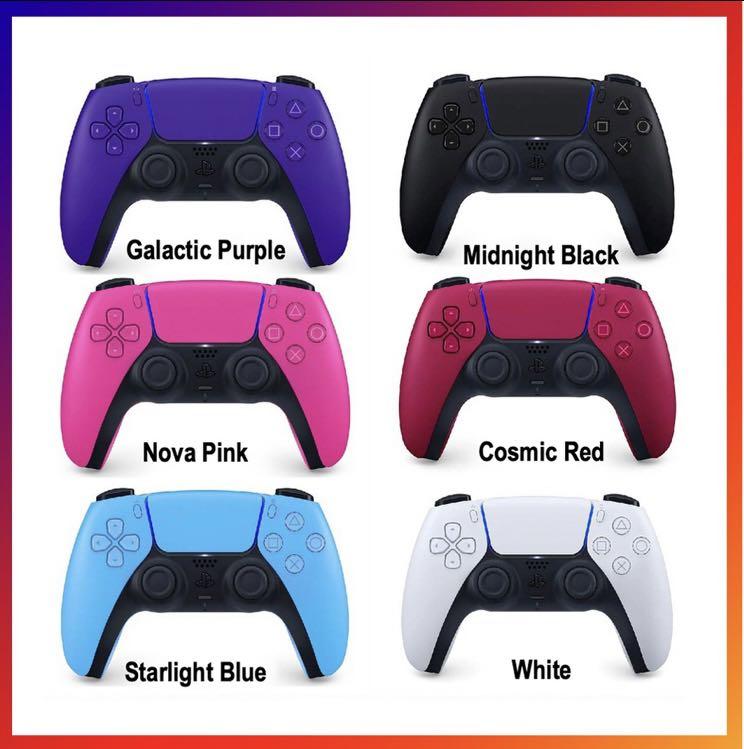 Galactic Purple
Midnight Black
Nova Pink
Cosmic Red
Starlight Blue
White